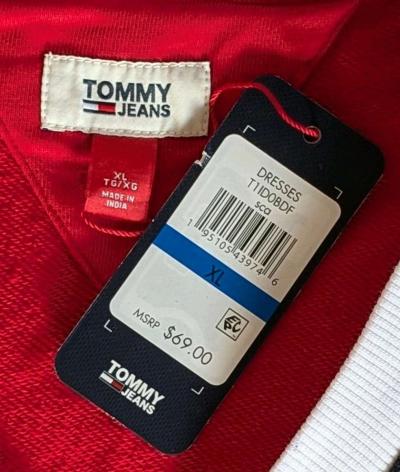 TOMMY
JEANS
XL
TG/XG
MADE IN
INDIA
DRESSES
T1ID0BDF
sca
1 95105 43974 6
XL
MSRP $69.00
TOMMY
JEANS